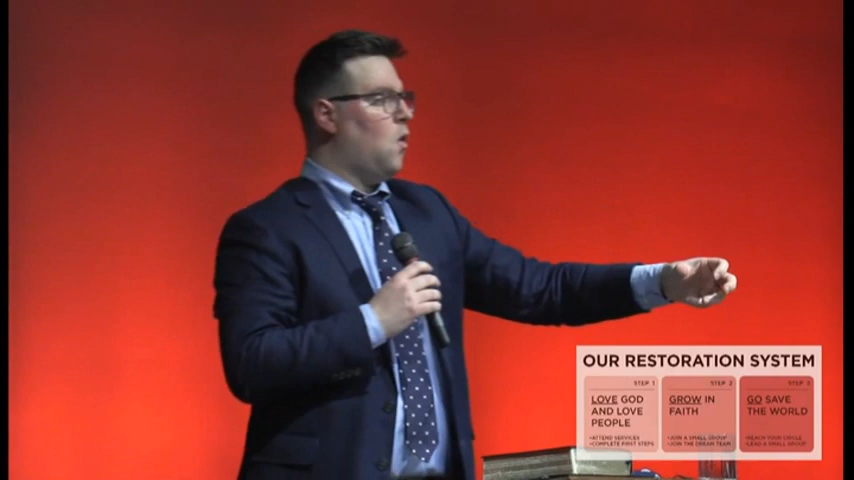 OUR RESTORATION SYSTEM
STEP 1
LOVE GOD
AND LOVE
PEOPLE
•ATTEND SERVICES
•COMPLETE FIRST STEPS
STEP 2
GROW IN
FAITH
•JOIN A SMALL GROUP
•JOIN THE DREAM TEAM
STEP 3
GO SAVE
THE WORLD
•REACH YOUR CIRCLE
•LEAD A SMALL GROUP